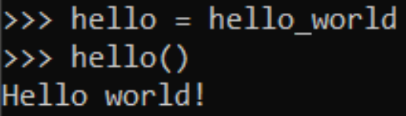 >>> hello = hello_world
>>> hello()
Hello world!